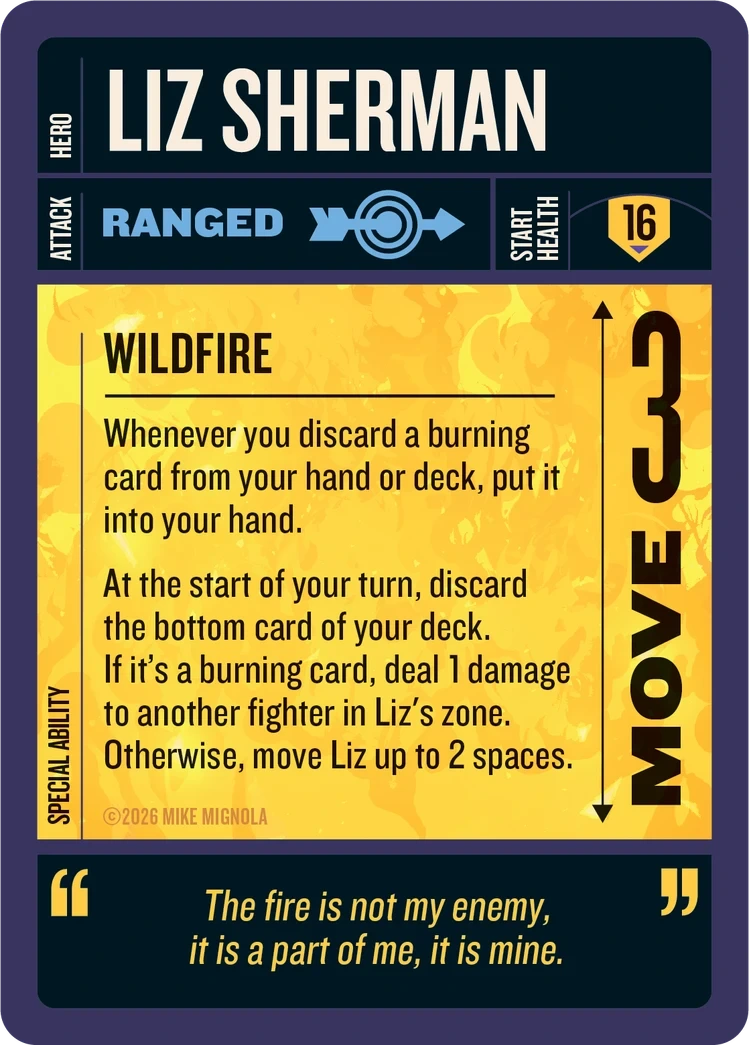 HERO
LIZ SHERMAN
ATTACK
RANGED
START
HEALTH
16
SPECIAL ABILITY
WILDFIRE
Whenever you discard a burning
card from your hand or deck, put it
into your hand.
At the start of your turn, discard
the bottom card of your deck.
If it's a burning card, deal 1 damage
to another fighter in Liz's zone.
Otherwise, move Liz up to 2 spaces.
©2026 MIKE MIGNOLA
MOVE 3
“ The fire is not my enemy, ”
it is a part of me, it is mine.